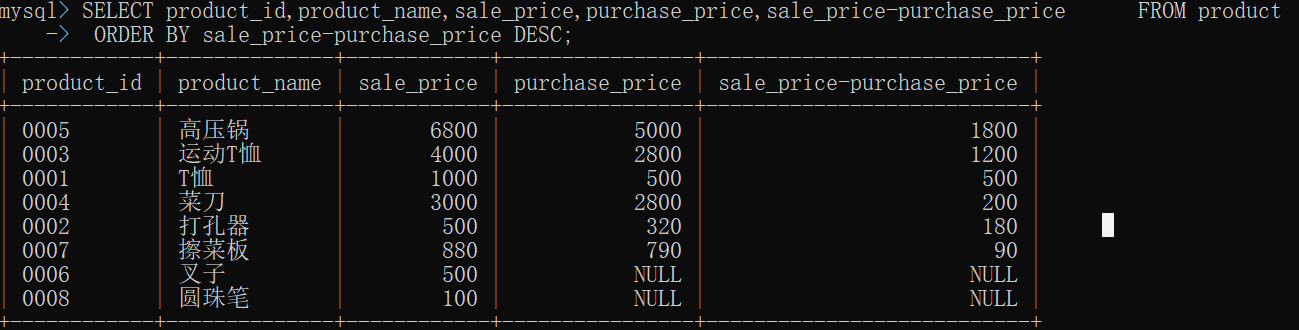 mysql> SELECT product_id,product_name,sale_price,purchase_price,sale_price-purchase_price      FROM product
    ->  ORDER BY sale_price-purchase_price DESC;
+------------+--------------+------------+----------------+---------------------------+
| product_id | product_name | sale_price | purchase_price | sale_price-purchase_price |
+------------+--------------+------------+----------------+---------------------------+
| 0005       | 高压锅       |       6800 |           5000 |                      1800 |
| 0003       | 运动T恤      |       4000 |           2800 |                      1200 |
| 0001       | T恤          |       1000 |            500 |                       500 |
| 0004       | 菜刀         |       3000 |           2800 |                       200 |
| 0002       | 打孔器       |        500 |            320 |                       180 |
| 0007       | 擦菜板       |        880 |            790 |                        90 |
| 0006       | 叉子         |        500 |           NULL |                      NULL |
| 0008       | 圆珠笔       |        100 |           NULL |                      NULL |
+------------+--------------+------------+----------------+---------------------------+